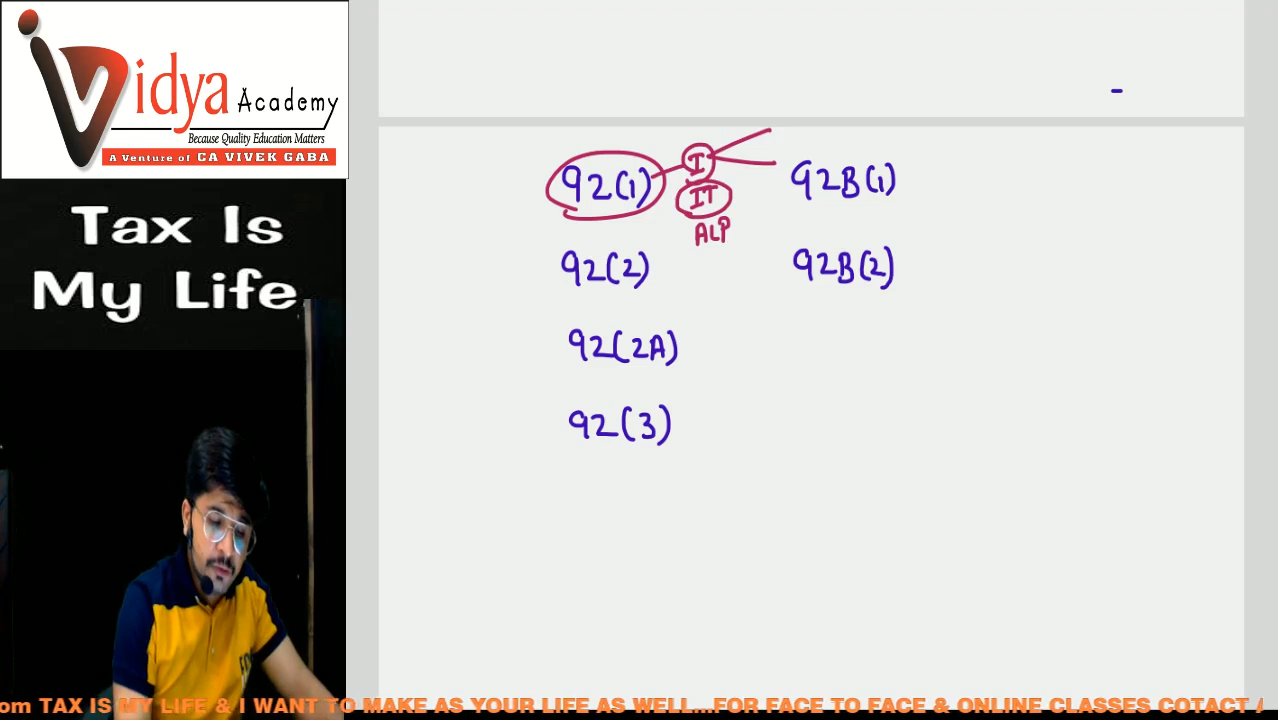 Vidya
Academy
Because Quality Education Matters
A Venture of CA VIVEK GABA
Tax Is
My Life
92(1)
I
IT
ALP
92B(1)
92(2)
92B(2)
92(2A)
92(3)
om TAX IS MY LIFE & I WANT TO MAKE AS YOUR LIFE AS WELL...FOR FACE TO FACE & ONLINE CLASSES COTACT